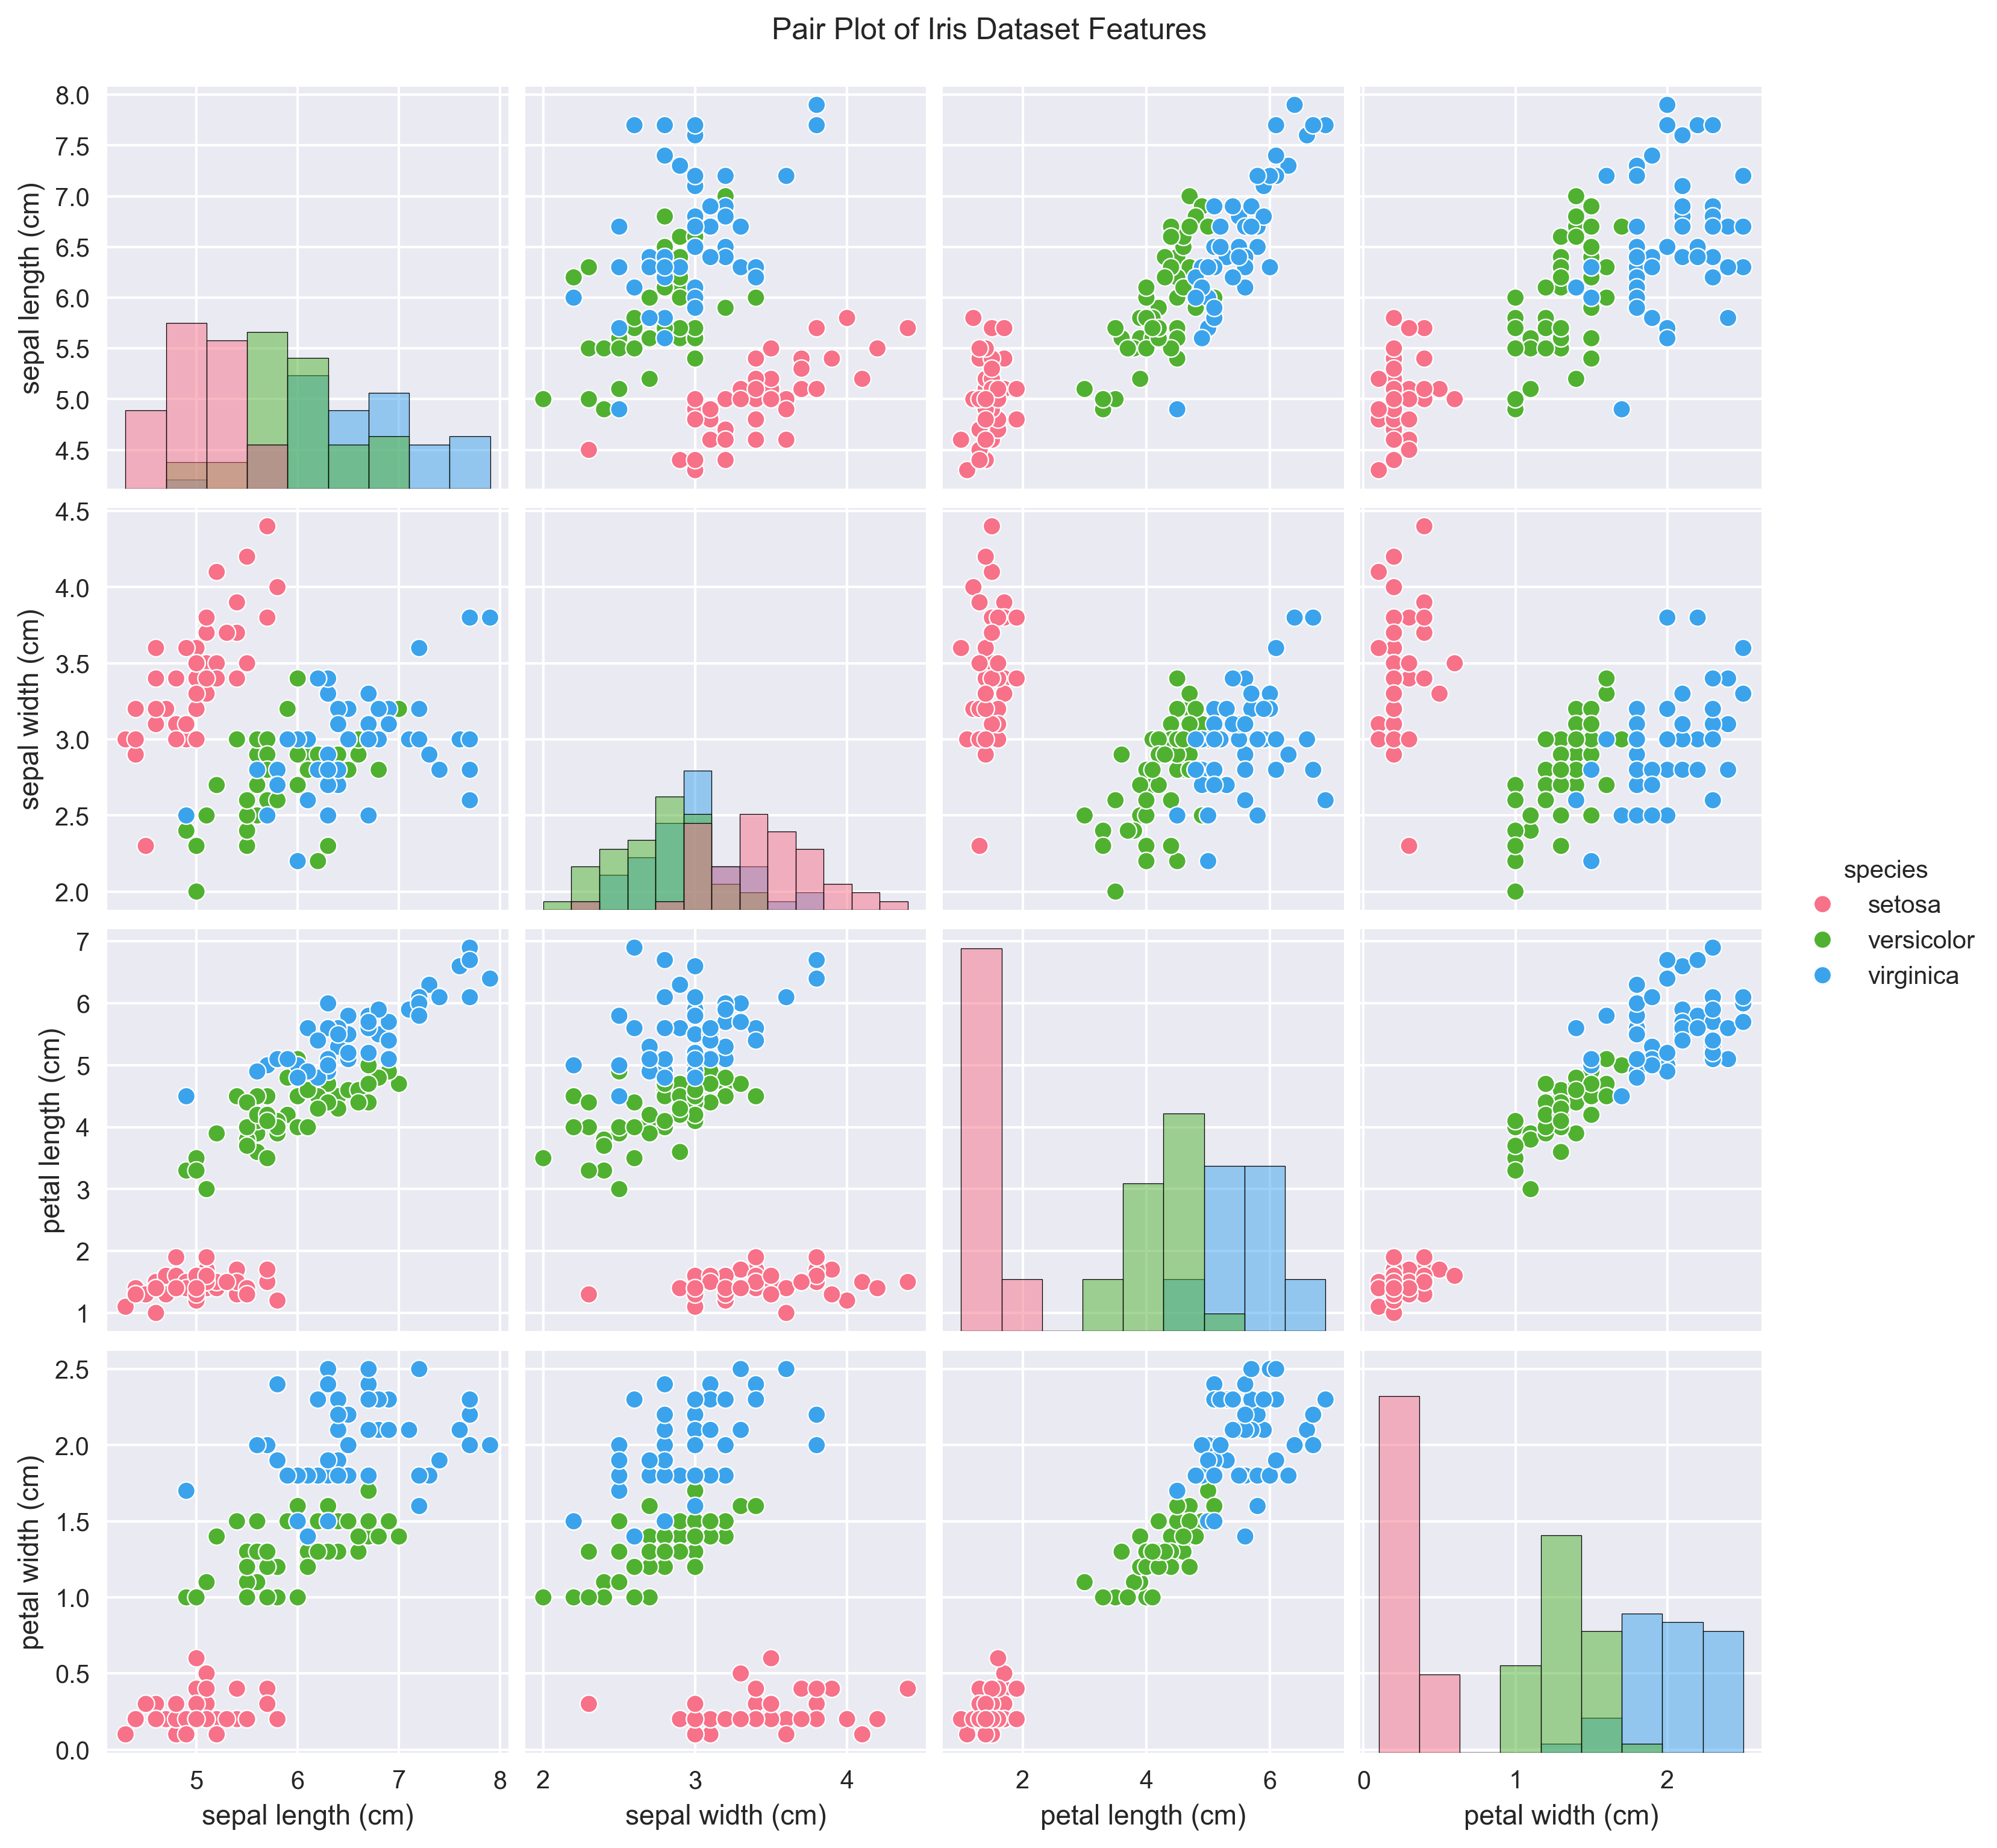 Pair Plot of Iris Dataset Features
8.0
7.5
7.0
6.5
6.0
5.5
5.0
4.5
sepal length (cm)
4.5
4.0
3.5
3.0
2.5
2.0
sepal width (cm)
7
6
5
4
3
2
1
petal length (cm)
2.5
2.0
1.5
1.0
0.5
0.0
petal width (cm)
5 6 7 8
2 3 4
2 4 6
0 1 2
sepal length (cm)
sepal width (cm)
petal length (cm)
petal width (cm)
species
setosa
versicolor
virginica